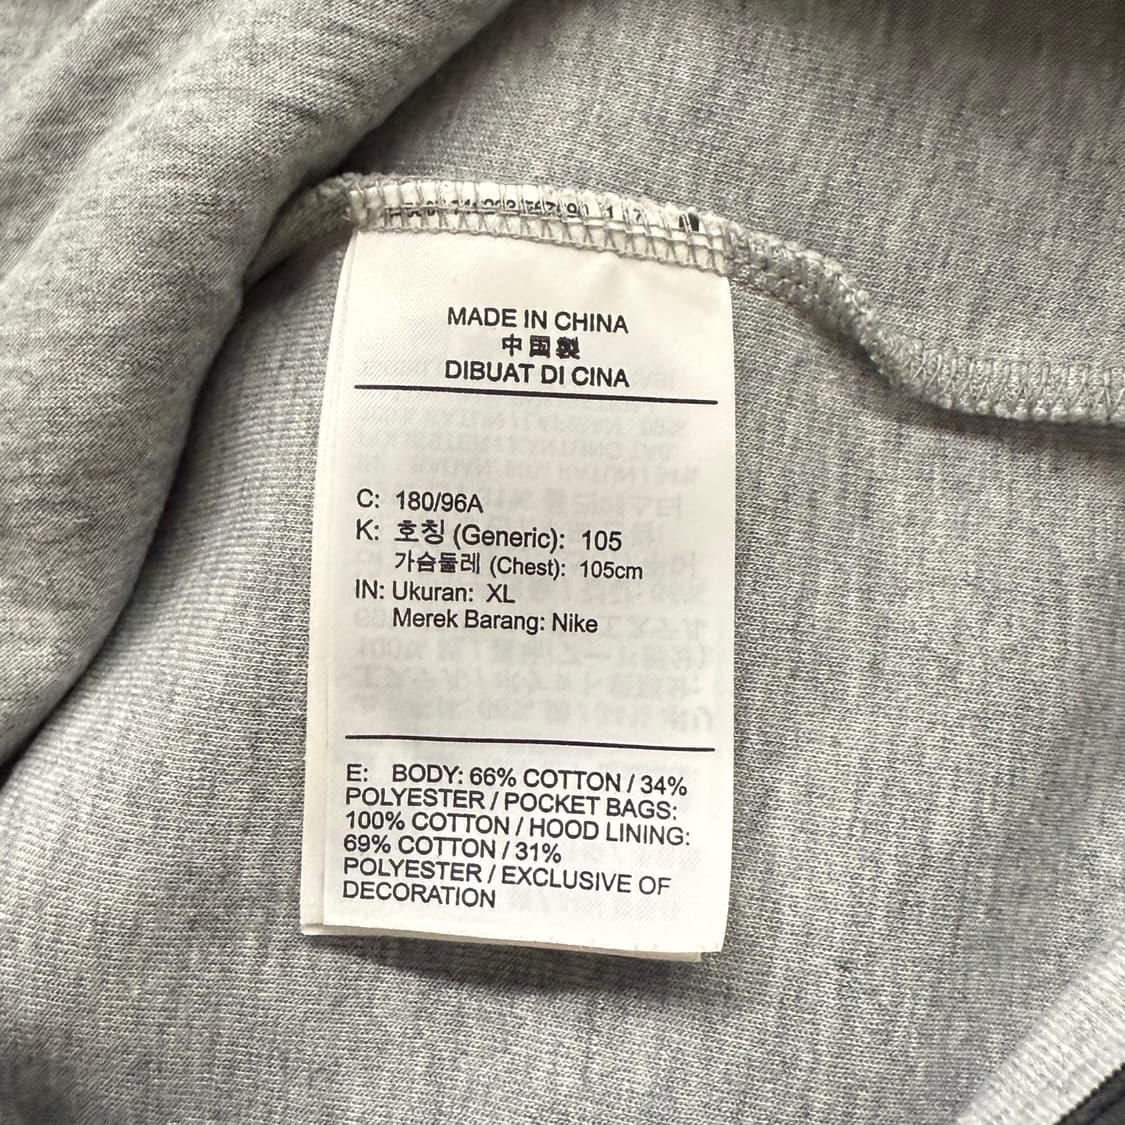 MADE IN CHINA
中国製
DIBUAT DI CINA
C: 180/96A
K: 호칭 (Generic): 105
가슴둘레 (Chest): 105cm
IN: Ukuran: XL
Merek Barang: Nike
E: BODY: 66% COTTON / 34%
POLYESTER / POCKET BAGS:
100% COTTON / HOOD LINING:
69% COTTON / 31%
POLYESTER / EXCLUSIVE OF
DECORATION